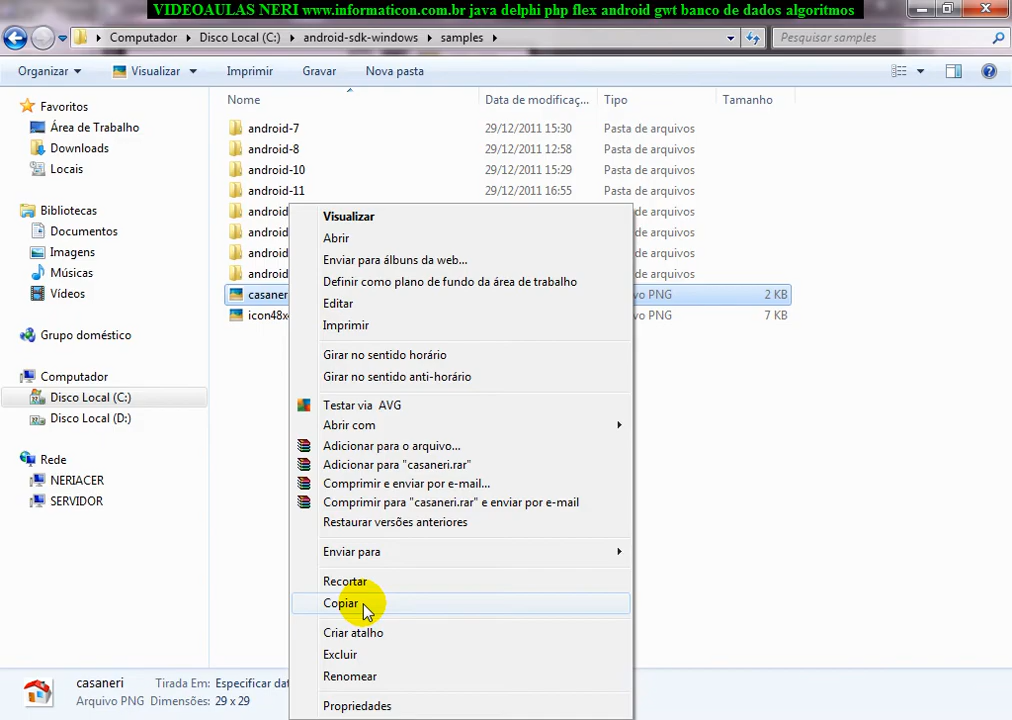 VIDEOAULAS NERI www.informaticon.com.br java delphi php flex android gwt banco de dados algoritmos
Computador Disco Local (C:) android-sdk-windows samples
Pesquisar samples
Organizar Visualizar Imprimir Gravar Nova pasta
Nome Data de modificaç... Tipo Tamanho
Favoritos
Área de Trabalho
Downloads
Locais
Bibliotecas
Documentos
Imagens
Músicas
Vídeos
Grupo doméstico
Computador
Disco Local (C:)
Disco Local (D:)
Rede
NERIACER
SERVIDOR
android-7 29/12/2011 15:30 Pasta de arquivos
android-8 29/12/2011 12:58 Pasta de arquivos
android-10 29/12/2011 15:29 Pasta de arquivos
android-11 29/12/2011 16:55 Pasta de arquivos
android de arquivos
android de arquivos
android de arquivos
android de arquivos
casaner vo PNG 2 KB
icon48x vo PNG 7 KB
Visualizar
Abrir
Enviar para álbuns da web...
Definir como plano de fundo da área de trabalho
Editar
Imprimir
Girar no sentido horário
Girar no sentido anti-horário
Testar via AVG
Abrir com
Adicionar para o arquivo...
Adicionar para "casaneri.rar"
Comprimir e enviar por e-mail...
Comprimir para "casaneri.rar" e enviar por e-mail
Restaurar versões anteriores
Enviar para
Recortar
Copiar
Criar atalho
Excluir
Renomear
Propriedades
casaneri Tirada Em: Especificar dat
Arquivo PNG Dimensões: 29 x 29